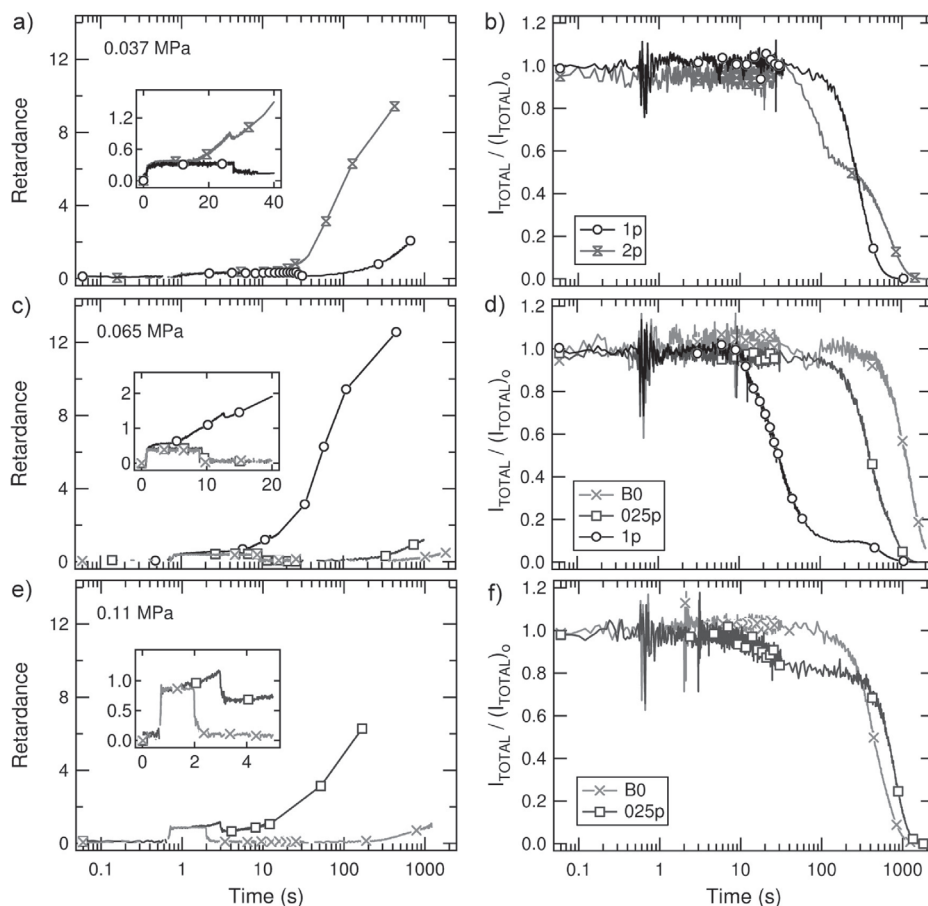 a)
0.037 MPa
Retardance
12
8
4
0
1.2
0.6
0.0
0 20 40
b)
I_TOTAL / (I_TOTAL)_o
1.2
1.0
0.8
0.6
0.4
0.2
0.0
1p
2p
c)
0.065 MPa
Retardance
12
8
4
0
2
1
0
0 5 10 15 20
d)
I_TOTAL / (I_TOTAL)_o
1.2
1.0
0.8
0.6
0.4
0.2
0.0
B0
025p
1p
0.1 1 10 100 1000
e)
0.11 MPa
Retardance
12
8
4
0
1.0
0.5
0.0
0 2 4
0.1 1 10 100 1000
Time (s)
f)
I_TOTAL / (I_TOTAL)_o
1.2
1.0
0.8
0.6
0.4
0.2
0.0
B0
025p
0.1 1 10 100 1000
Time (s)